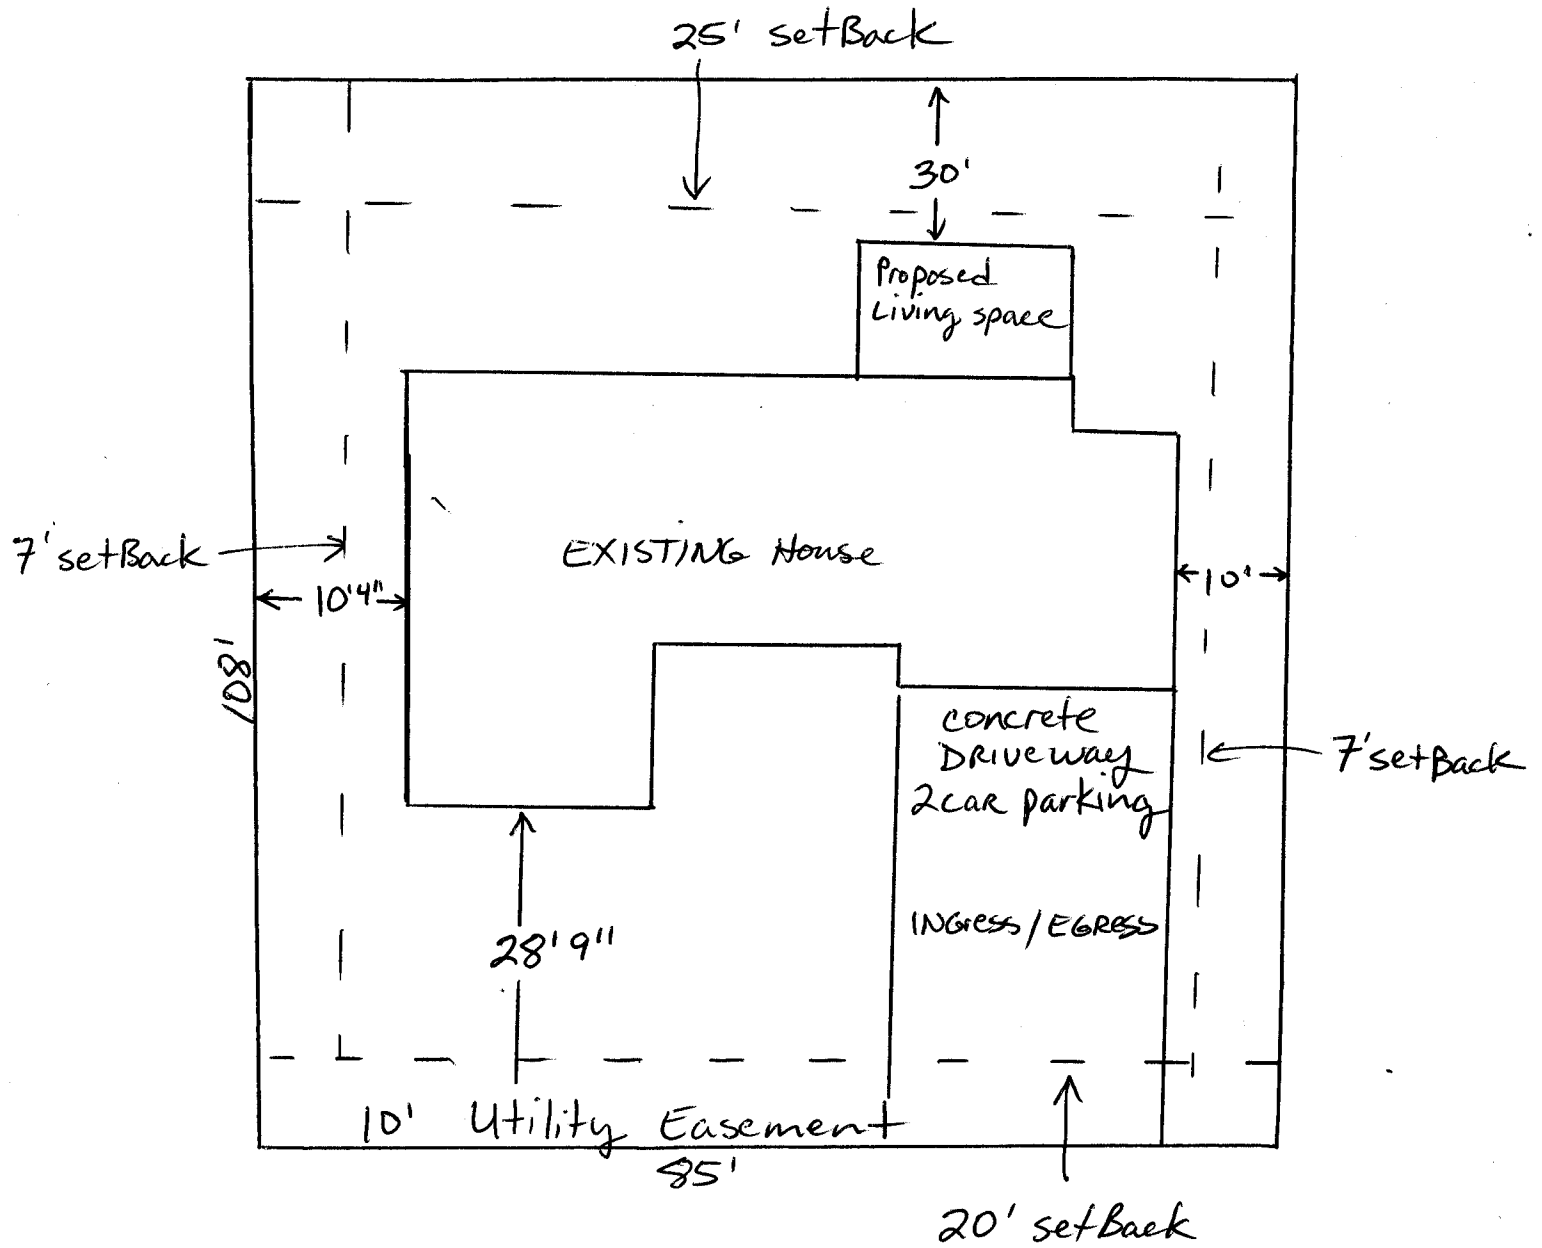 25' setBack
30'
Proposed
Living space
7' setBack
EXISTING House
10'4"
10'
108'
concrete
DRIVEway
2CAR parking
7' setBack
INGress/EGRess
28'9"
10' Utility Easement
85'
20' setBack